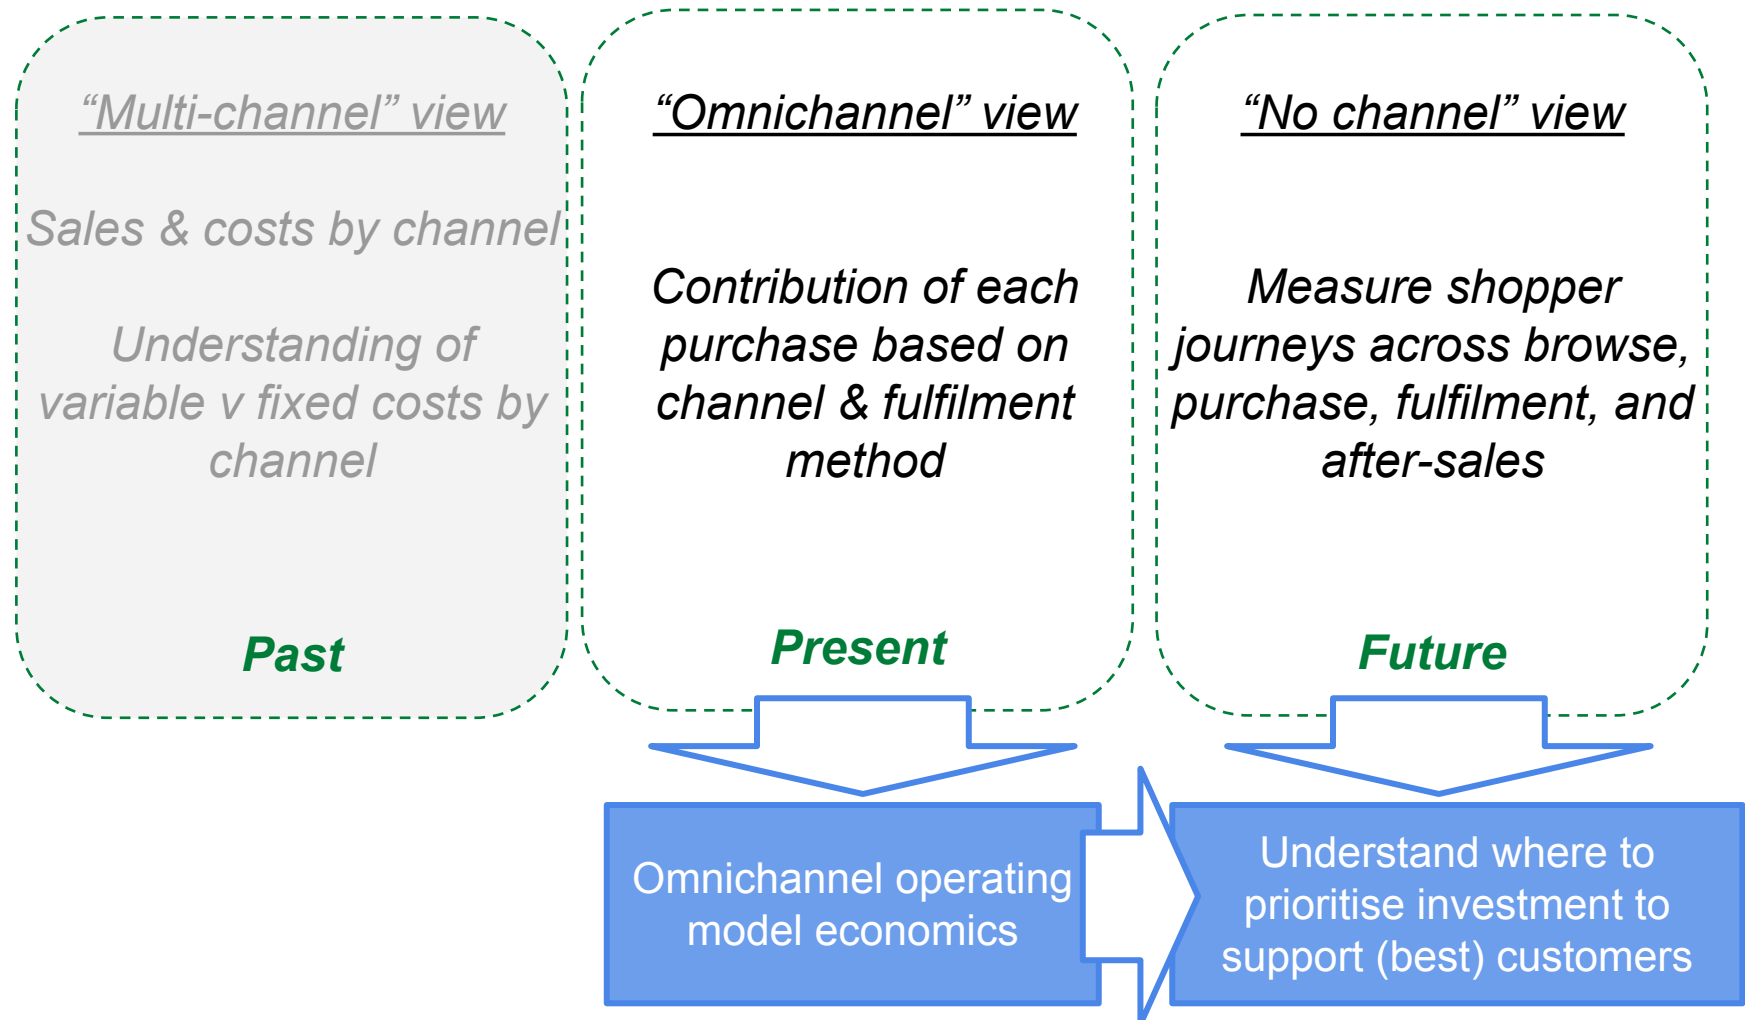 “Multi-channel” view
Sales & costs by channel
Understanding of
variable v fixed costs by
channel
Past
“Omnichannel” view
Contribution of each
purchase based on
channel & fulfilment
method
Present
“No channel” view
Measure shopper
journeys across browse,
purchase, fulfilment, and
after-sales
Future
Omnichannel operating
model economics
Understand where to
prioritise investment to
support (best) customers